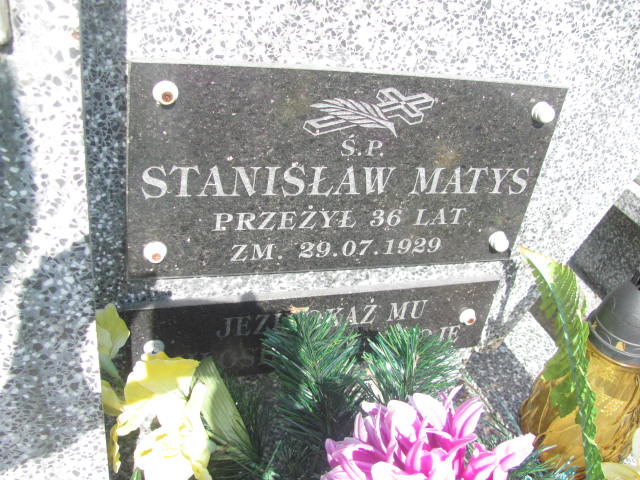 Ś.P.
STANISŁAW MATYS
PRZEŻYŁ 36 LAT
ZM. 29.07.1929
MU